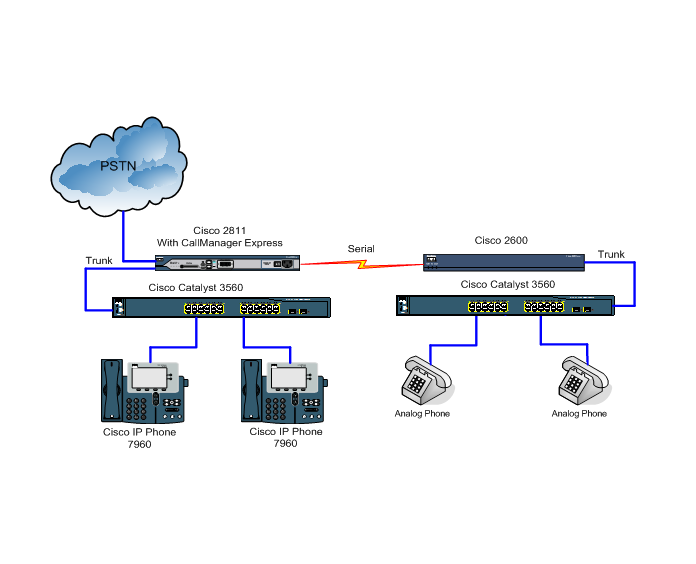 PSTN
Cisco 2811
With CallManager Express
Trunk
Serial
Cisco 2600
Trunk
Cisco Catalyst 3560
Cisco Catalyst 3560
Cisco IP Phone
7960
Cisco IP Phone
7960
Analog Phone
Analog Phone